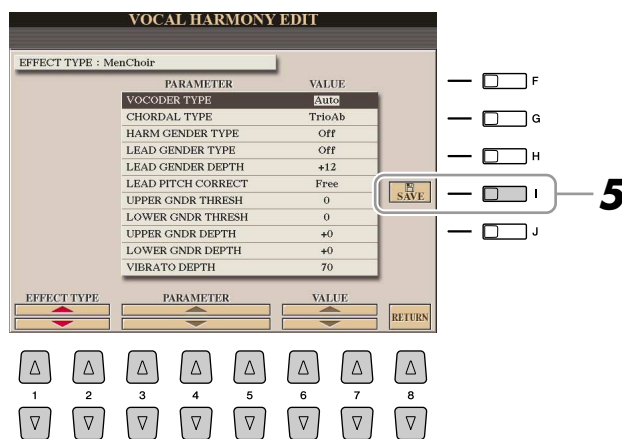 VOCAL HARMONY EDIT
EFFECT TYPE : MenChoir
PARAMETER VALUE
VOCODER TYPE Auto
CHORDAL TYPE TrioAb
HARM GENDER TYPE Off
LEAD GENDER TYPE Off
LEAD GENDER DEPTH +12
LEAD PITCH CORRECT Free
UPPER GNDR THRESH 0
LOWER GNDR THRESH 0
UPPER GNDR DEPTH +0
LOWER GNDR DEPTH +0
VIBRATO DEPTH 70
SAVE
EFFECT TYPE PARAMETER VALUE
RETURN
F
G
H
I
J
5
1 2 3 4 5 6 7 8